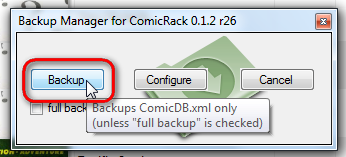 Backup Manager for ComicRack 0.1.2 r26
Backup Configure Cancel
full back
Backups ComicDB.xml only
(unless "full backup" is checked)